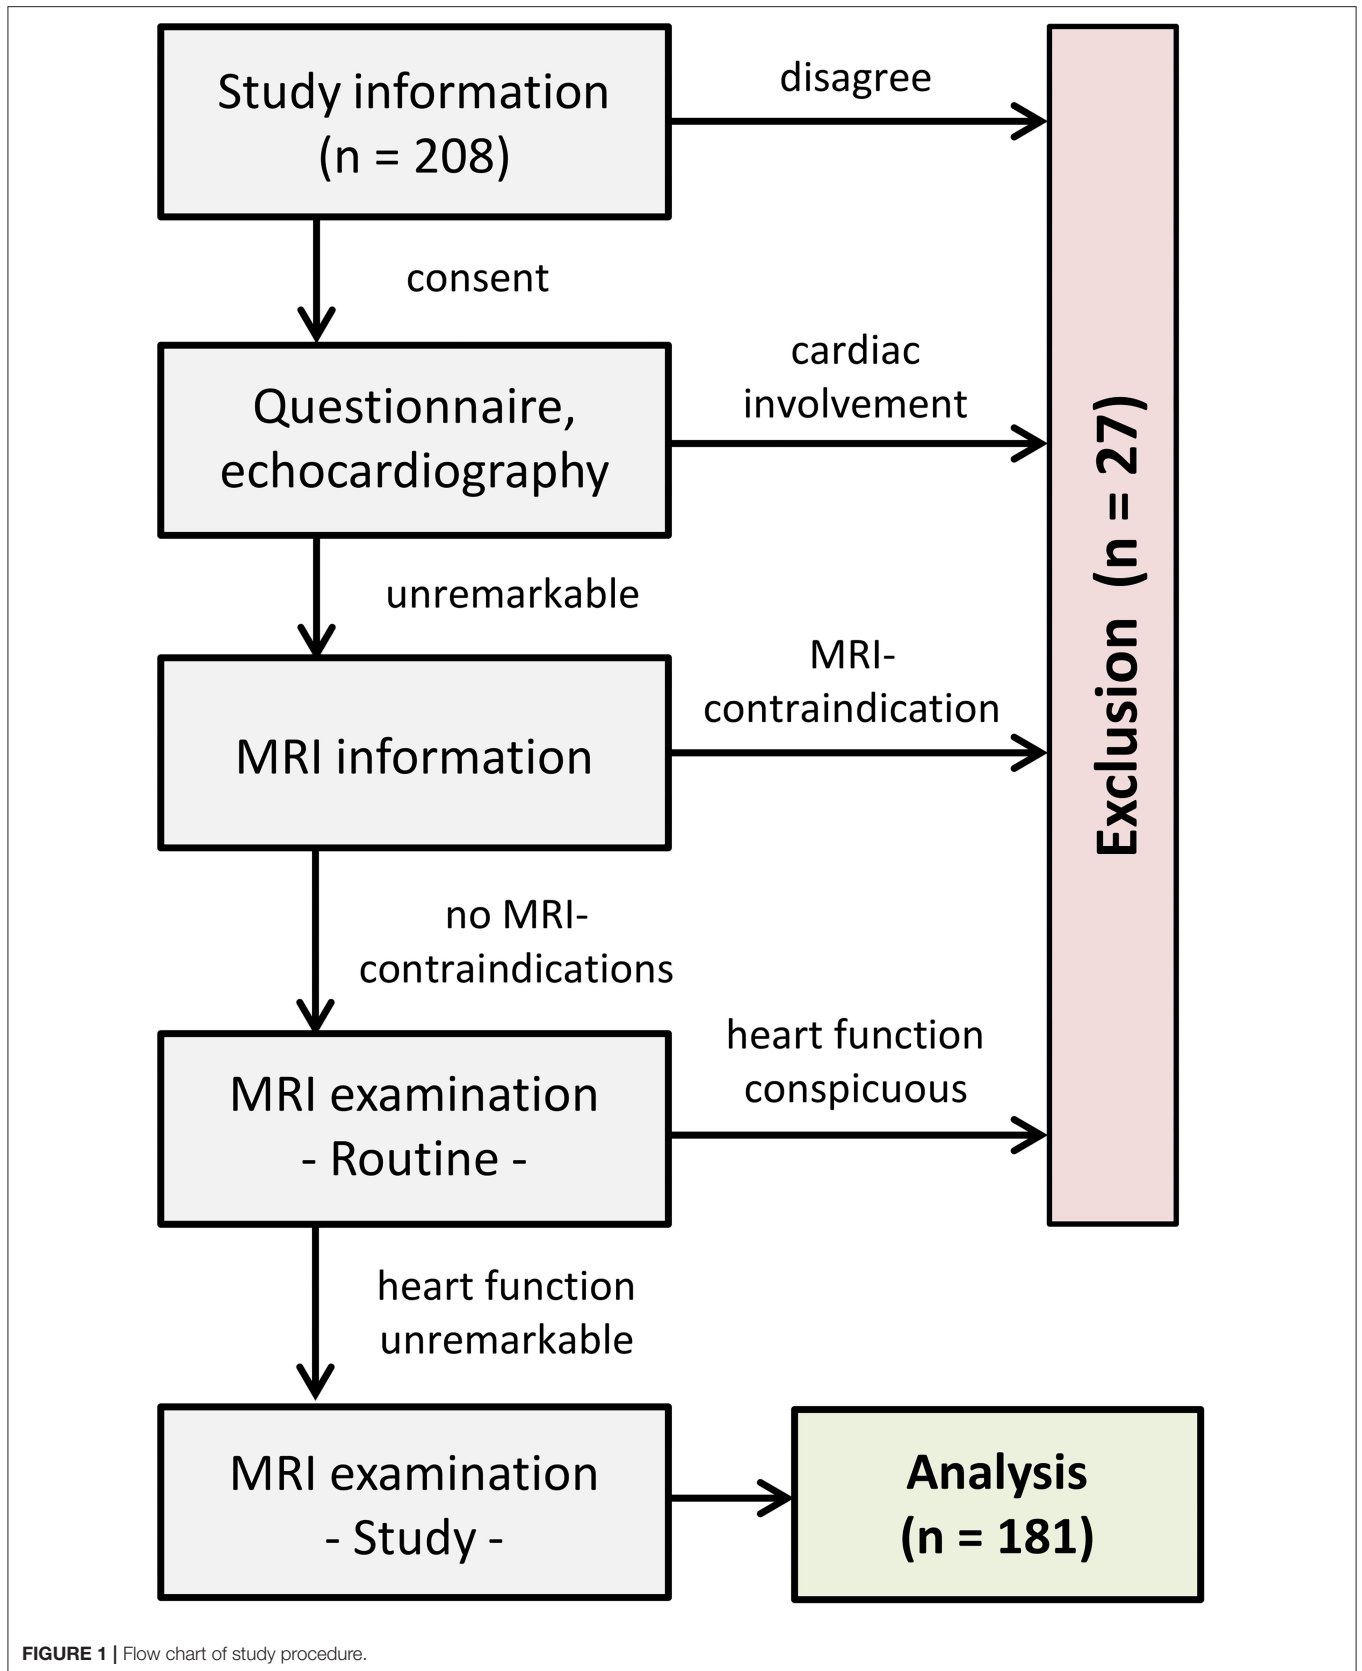 Study information
(n = 208)
disagree
consent
Questionnaire,
echocardiography
cardiac
involvement
unremarkable
MRI information
MRI-
contraindication
no MRI-
contraindications
MRI examination
- Routine -
heart function
conspicuous
Exclusion (n = 27)
heart function
unremarkable
MRI examination
- Study -
Analysis
(n = 181)
FIGURE 1 | Flow chart of study procedure.